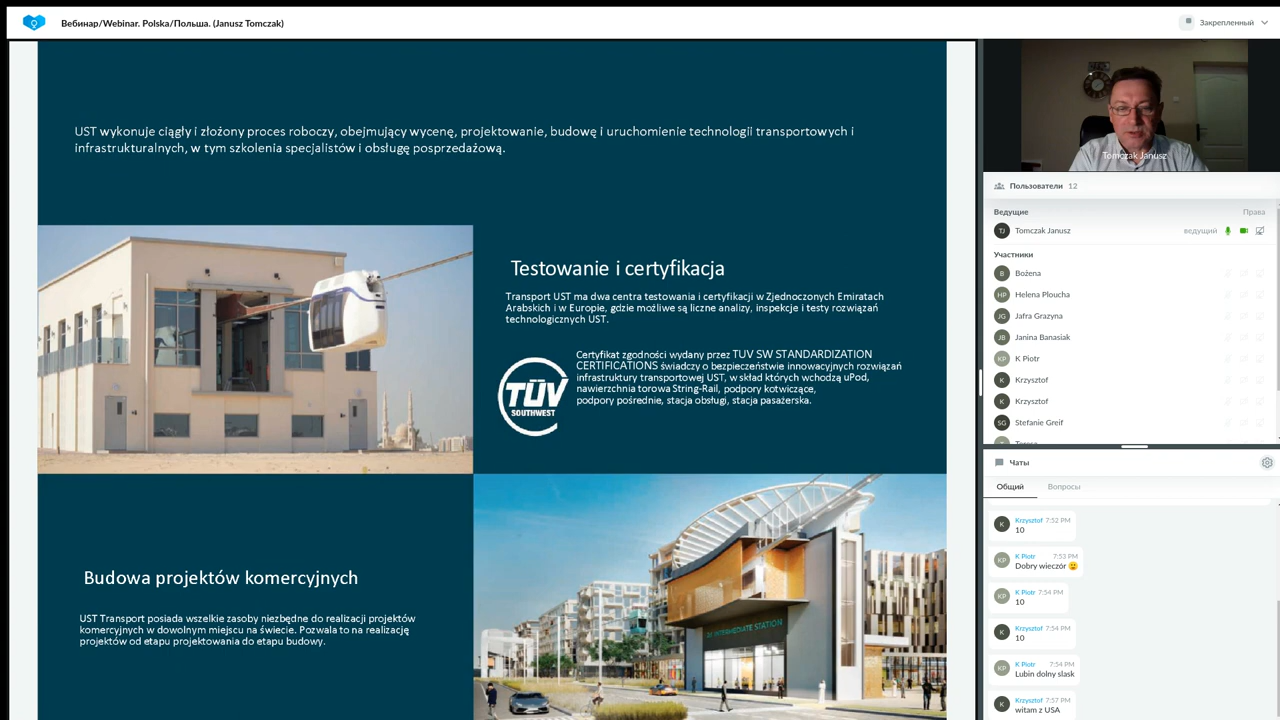 Вебинар/Webinar. Polska/Польша. (Janusz Tomczak)
Закрепленный
UST wykonuje ciągły i złożony proces roboczy, obejmujący wycenę, projektowanie, budowę i uruchomienie technologii transportowych i
infrastrukturalnych, w tym szkolenia specjalistów i obsługę posprzedażową.
Testowanie i certyfikacja
Transport UST ma dwa centra testowania i certyfikacji w Zjednoczonych Emiratach
Arabskich i w Europie, gdzie możliwe są liczne analizy, inspekcje i testy rozwiązań
technologicznych UST.
TÜV
SOUTHWEST
Certyfikat zgodności wydany przez TUV SW STANDARDIZATION
CERTIFICATIONS świadczy o bezpieczeństwie innowacyjnych rozwiązań
infrastruktury transportowej UST, w skład których wchodzą uPod,
nawierzchnia torowa String-Rail, podpory kotwiczące,
podpory pośrednie, stacja obsługi, stacja pasażerska.
Budowa projektów komercyjnych
UST Transport posiada wszelkie zasoby niezbędne do realizacji projektów
komercyjnych w dowolnym miejscu na świecie. Pozwala to na realizację
projektów od etapu projektowania do etapu budowy.
INTERMEDIATE STATION
Tomczak Janusz
Пользователи 12
Ведущие Права
TJ Tomczak Janusz ведущий
Участники
B Bożena
HP Helena Ploucha
JG Jafra Grazyna
JB Janina Banasiak
KP K Piotr
K Krzysztof
K Krzysztof
SG Stefanie Greif
Чаты
Общий Вопросы
K Krzysztof 7:52 PM
10
KP K Piotr 7:53 PM
Dobry wieczór 🙂
KP K Piotr 7:54 PM
10
K Krzysztof 7:54 PM
10
KP K Piotr 7:54 PM
Lubin dolny slask
K Krzysztof 7:57 PM
witam z USA